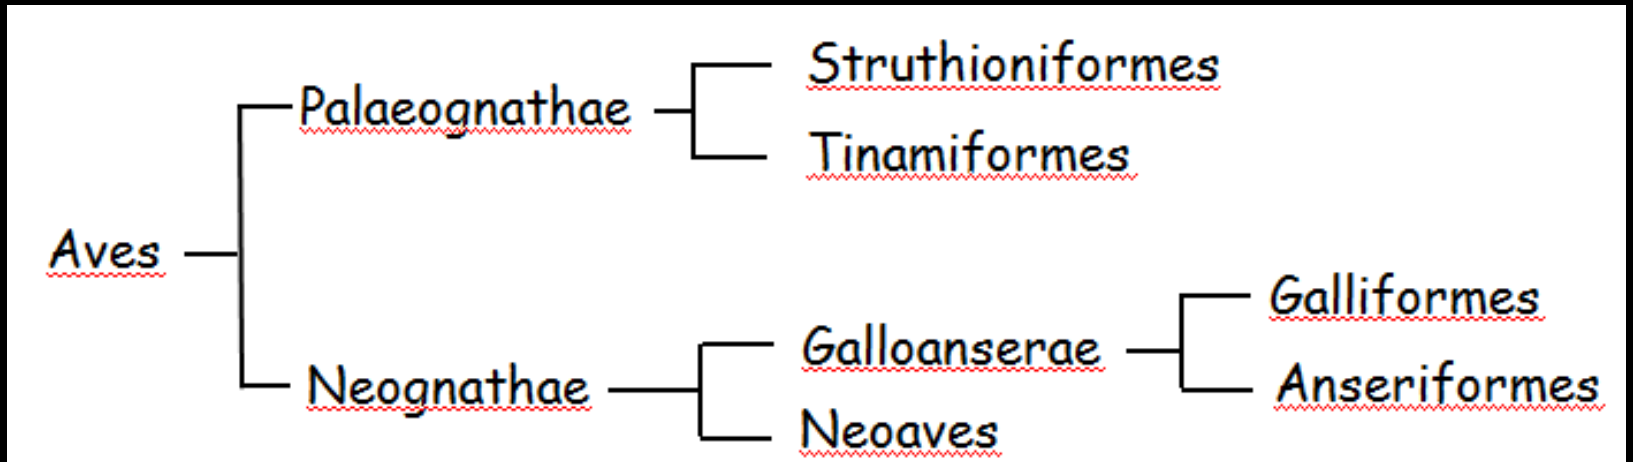 Struthioniformes
Palaeognathae
Tinamiformes
Aves
Galliformes
Galloanserae
Neognathae
Anseriformes
Neoaves